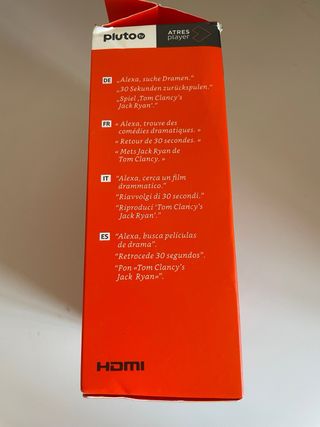 pluto tv
ATRES
player
DE
„Alexa, suche Dramen.“
„30 Sekunden zurückspulen.“
„Spiel ‚Tom Clancy's
Jack Ryan‘.“
FR
« Alexa, trouve des
comédies dramatiques. »
« Retour de 30 secondes. »
« Mets Jack Ryan de
Tom Clancy. »
IT
“Alexa, cerca un film
drammatico.”
“Riavvolgi di 30 secondi.”
“Riproduci ‘Tom Clancy's
Jack Ryan’.”
ES
“Alexa, busca películas
de drama”.
“Retrocede 30 segundos”.
“Pon «Tom Clancy's
Jack Ryan»”.
HDMI